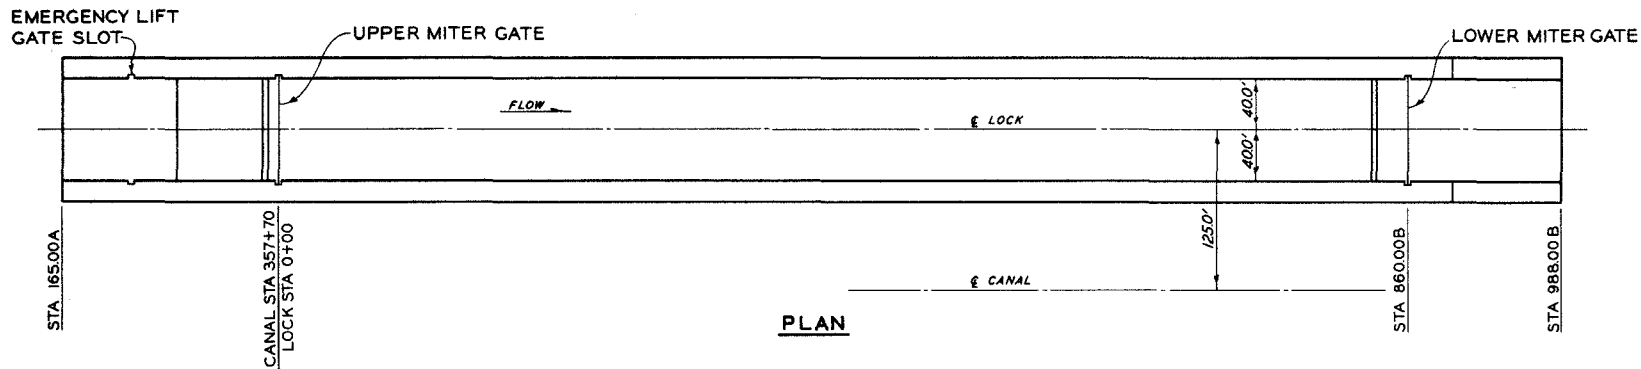 EMERGENCY LIFT
GATE SLOT
UPPER MITER GATE
LOWER MITER GATE
FLOW
℄ LOCK
40.0'
40.0'
125.0'
℄ CANAL
STA 165.00A
CANAL STA 357+70
LOCK STA 0+00
STA 860.00B
STA 988.00B
PLAN